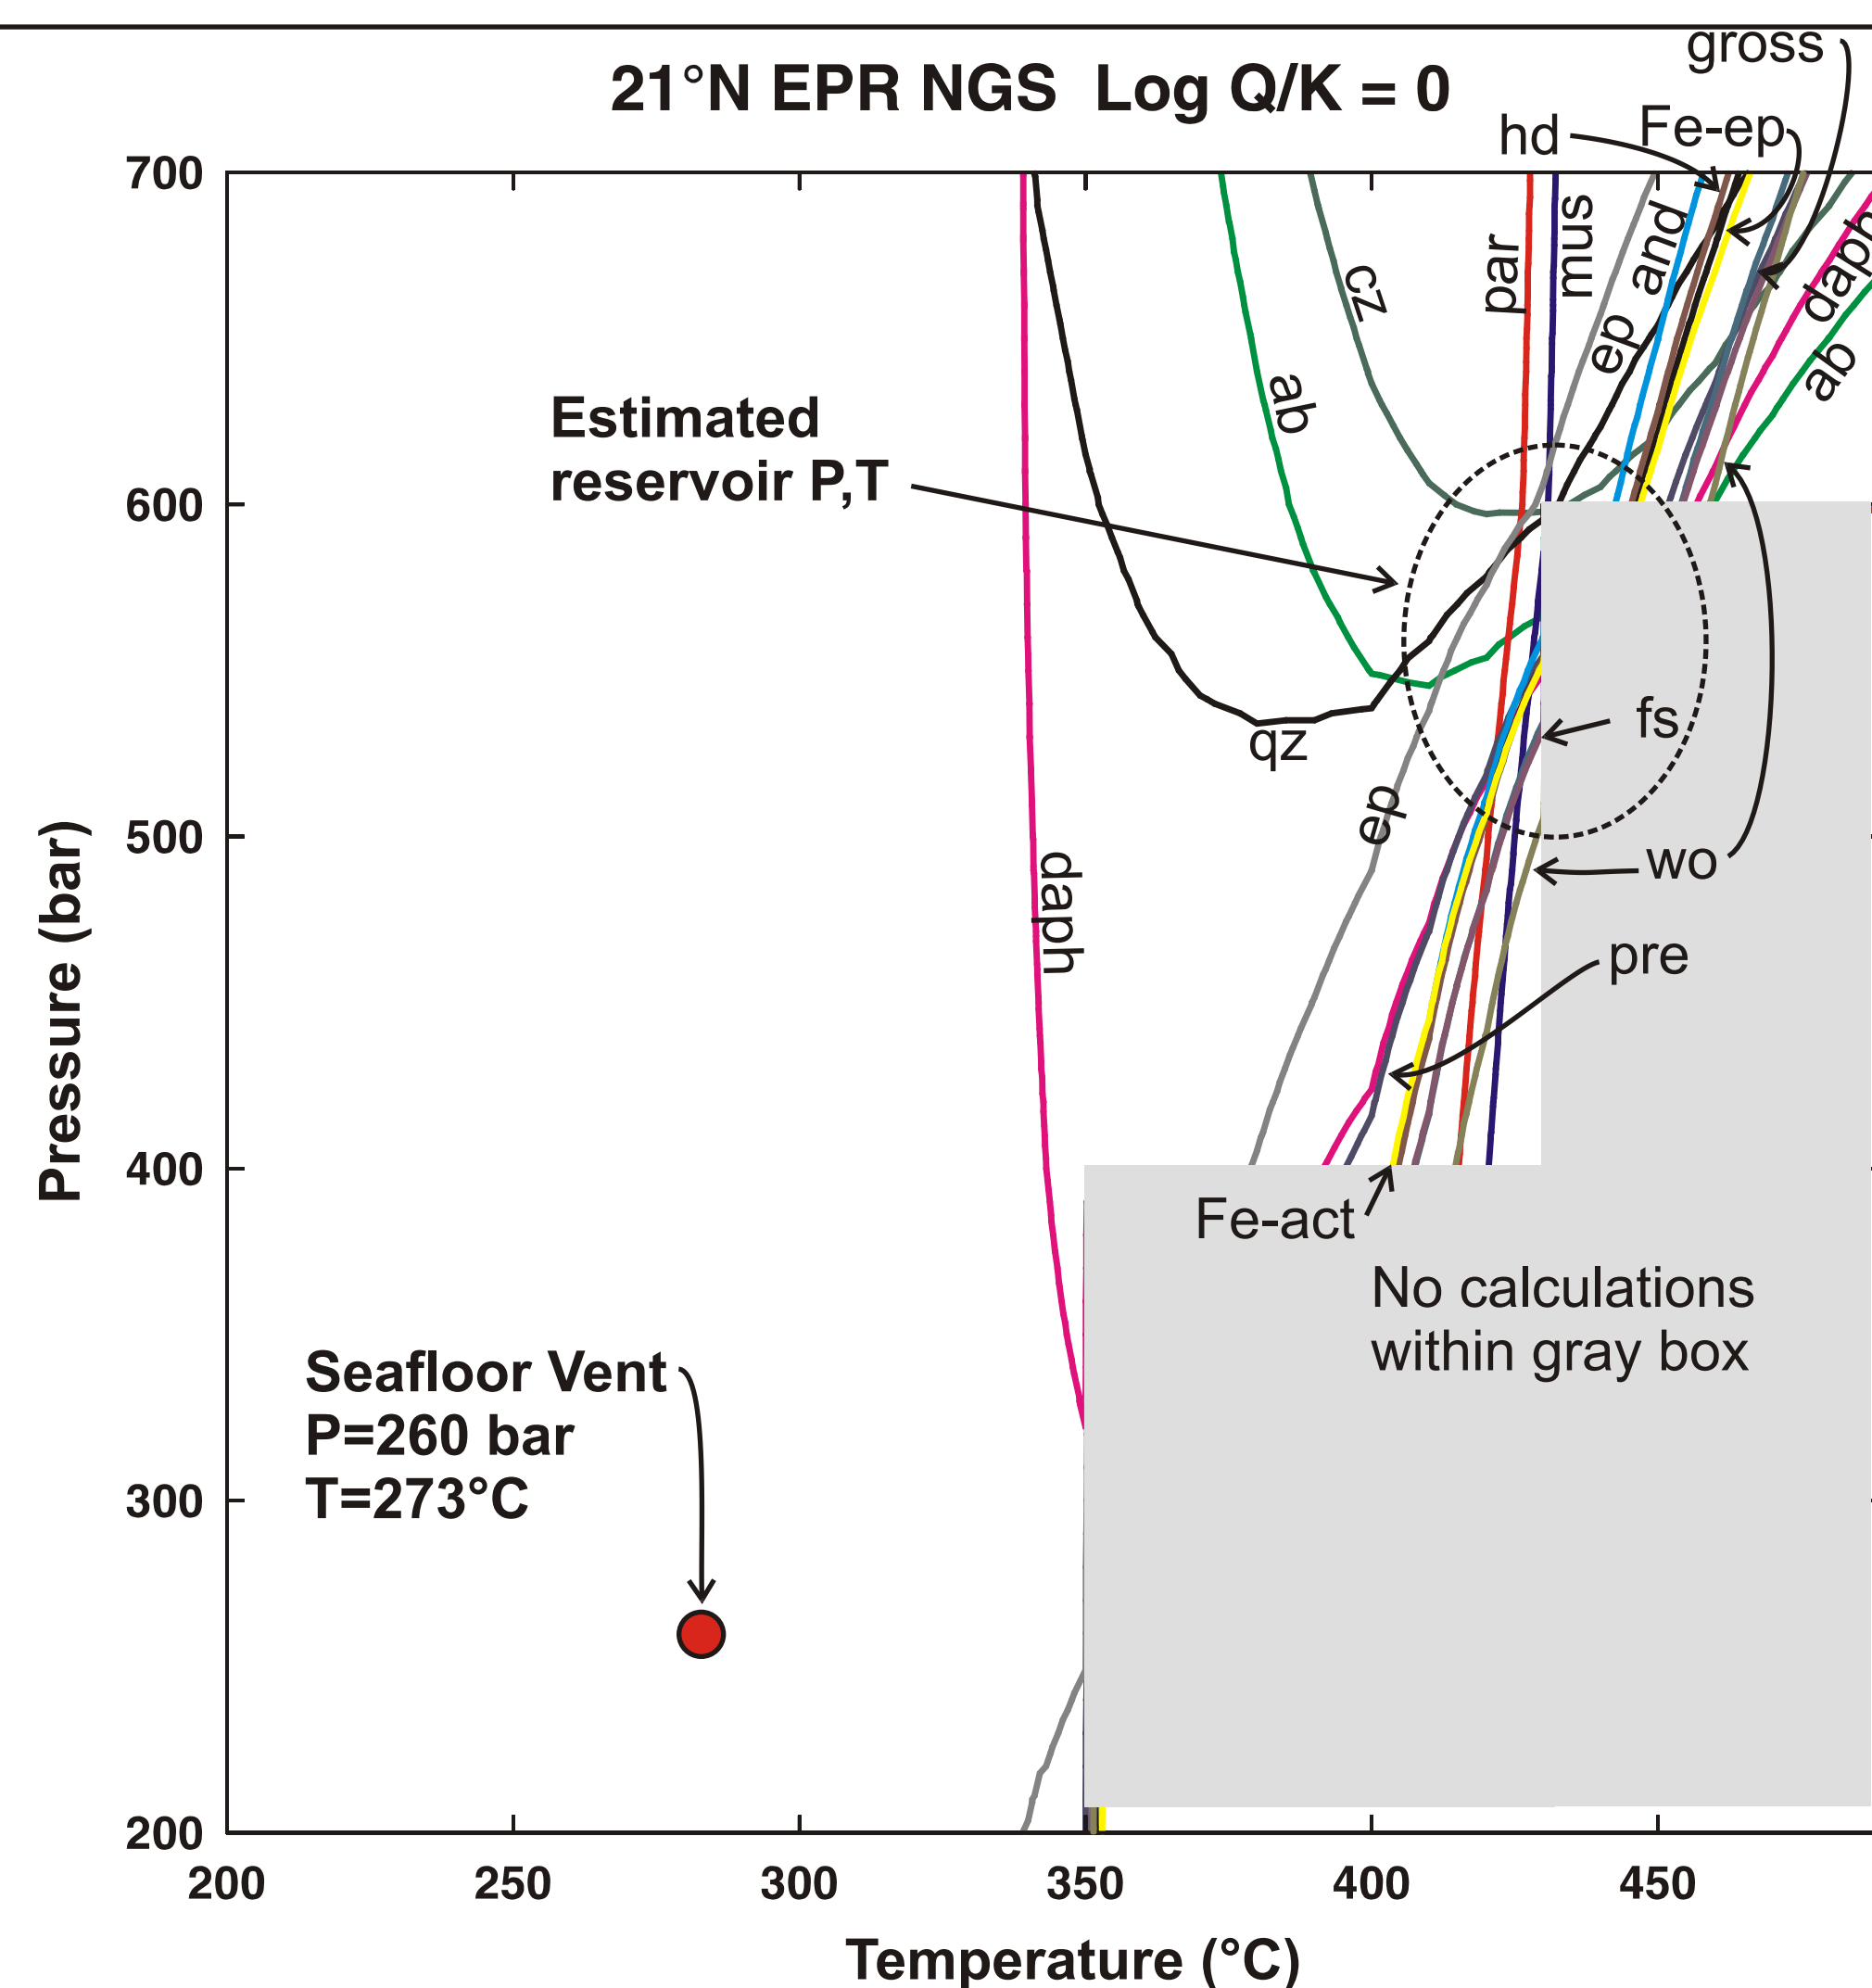 21°N EPR NGS Log Q/K = 0
gross
hd
Fe-ep
700
600
500
400
300
200
Pressure (bar)
par
mus
cz
ep
and
daph
ab
ab
Estimated
reservoir P,T
qz
ep
daph
fs
wo
pre
Fe-act
No calculations
within gray box
Seafloor Vent
P=260 bar
T=273°C
200
250
300
350
400
450
Temperature (°C)